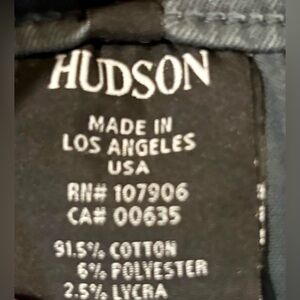 HUDSON
MADE IN
LOS ANGELES
USA
RN# 107906
CA# 00635
91.5% COTTON
6% POLYESTER
2.5% LYCRA